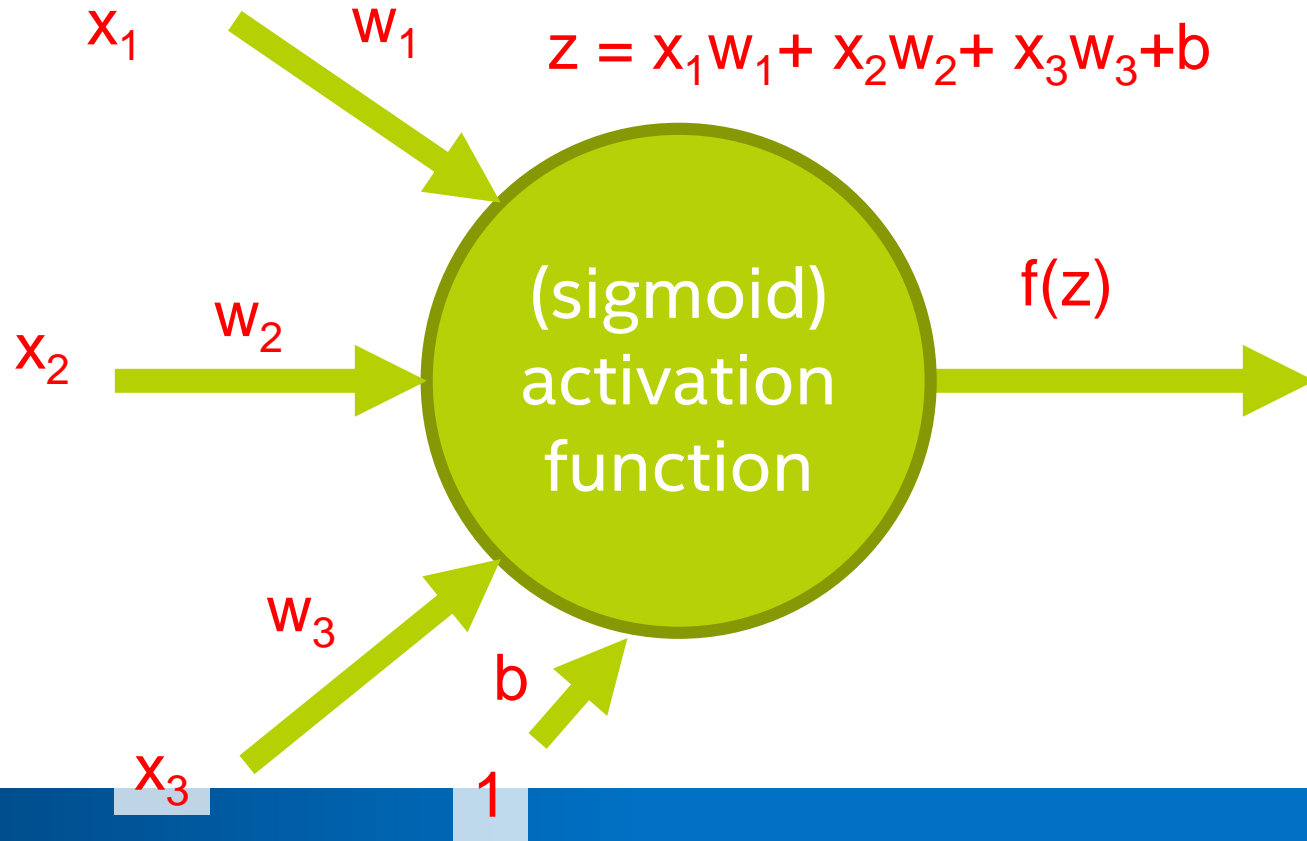 x₁
w₁
z = x₁w₁+ x₂w₂+ x₃w₃+b
x₂
w₂
(sigmoid)
activation
function
f(z)
w₃
b
x₃
1